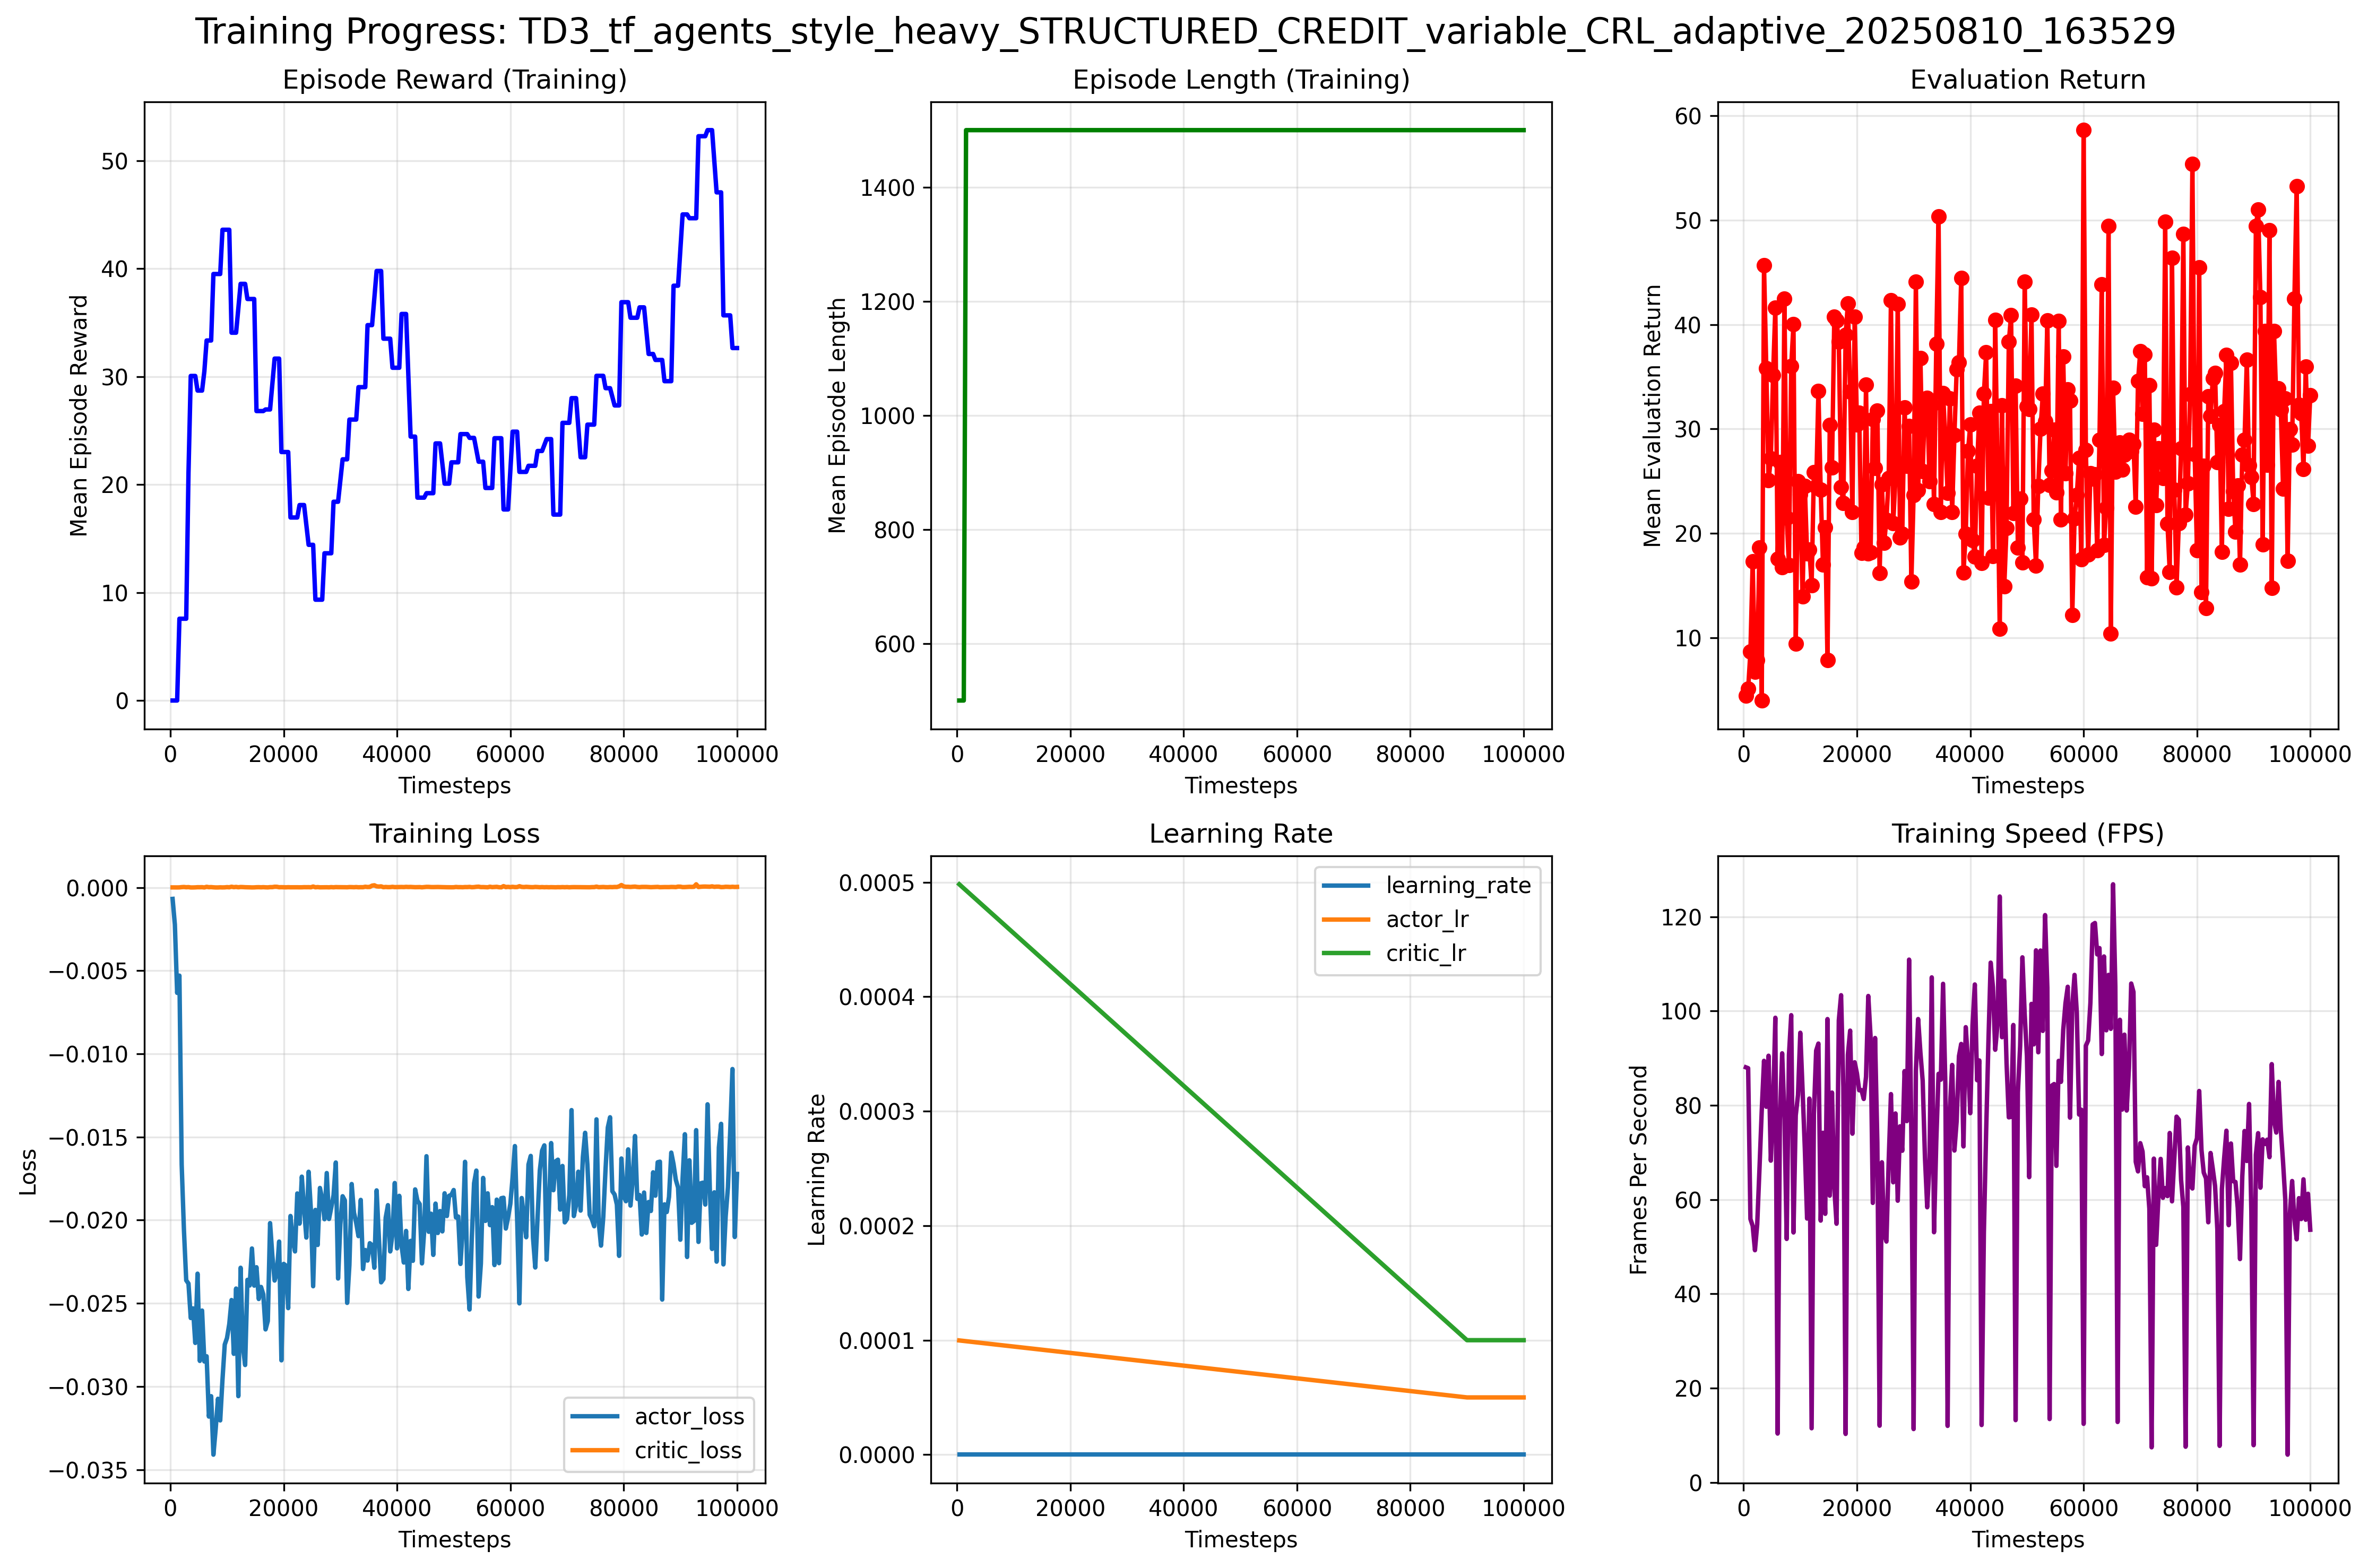 Training Progress: TD3_tf_agents_style_heavy_STRUCTURED_CREDIT_variable_CRL_adaptive_20250810_163529
Episode Reward (Training)
Mean Episode Reward
50
40
30
20
10
0
0 20000 40000 60000 80000 100000
Timesteps
Episode Length (Training)
Mean Episode Length
1400
1200
1000
800
600
0 20000 40000 60000 80000 100000
Timesteps
Evaluation Return
Mean Evaluation Return
60
50
40
30
20
10
0 20000 40000 60000 80000 100000
Timesteps
Training Loss
Loss
0.000
−0.005
−0.010
−0.015
−0.020
−0.025
−0.030
−0.035
actor_loss
critic_loss
0 20000 40000 60000 80000 100000
Timesteps
Learning Rate
Learning Rate
0.0005
0.0004
0.0003
0.0002
0.0001
0.0000
learning_rate
actor_lr
critic_lr
0 20000 40000 60000 80000 100000
Timesteps
Training Speed (FPS)
Frames Per Second
120
100
80
60
40
20
0
0 20000 40000 60000 80000 100000
Timesteps